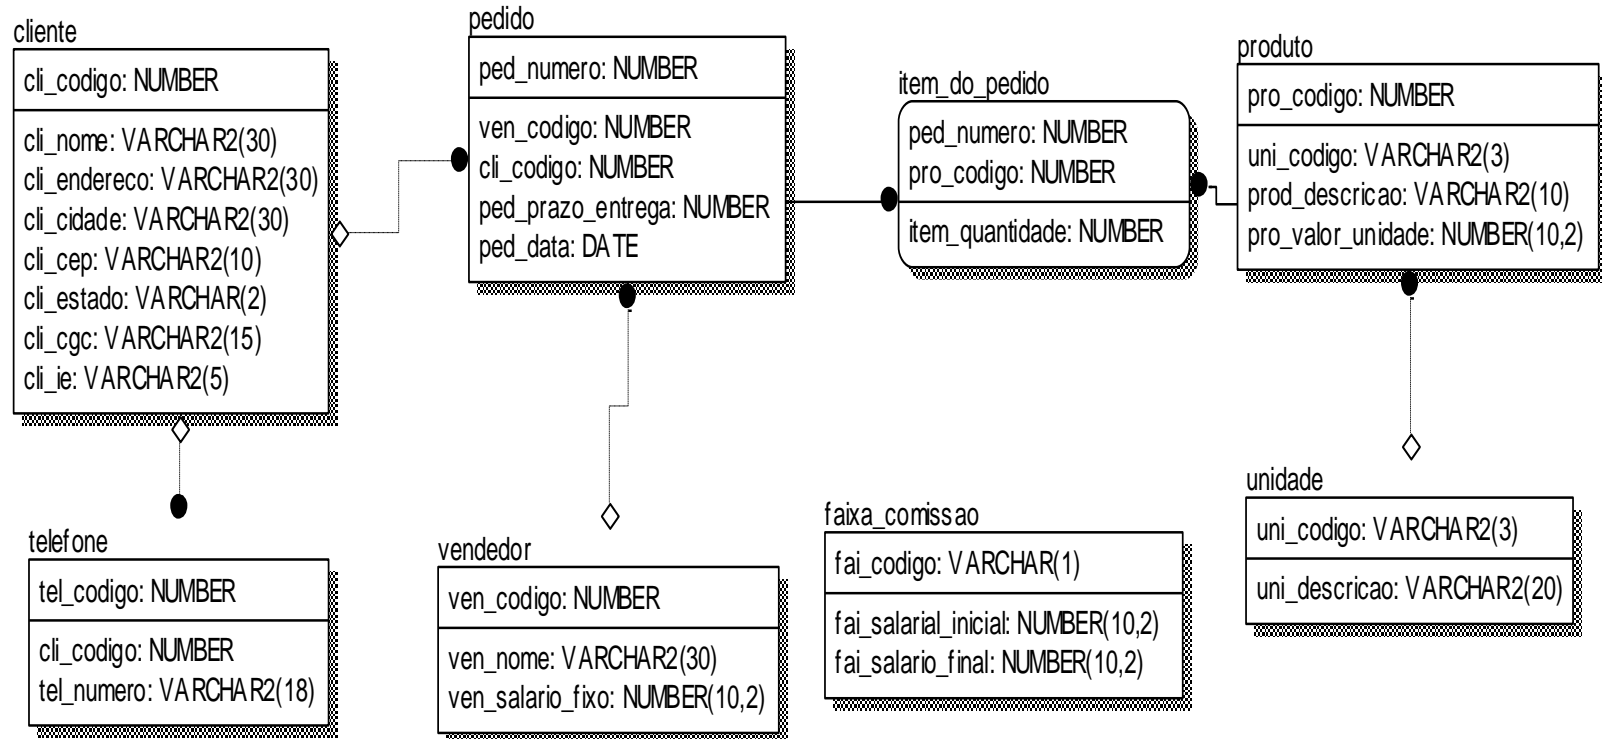 cliente
cli_codigo: NUMBER
cli_nome: VARCHAR2(30)
cli_endereco: VARCHAR2(30)
cli_cidade: VARCHAR2(30)
cli_cep: VARCHAR2(10)
cli_estado: VARCHAR(2)
cli_cgc: VARCHAR2(15)
cli_ie: VARCHAR2(5)
pedido
ped_numero: NUMBER
ven_codigo: NUMBER
cli_codigo: NUMBER
ped_prazo_entrega: NUMBER
ped_data: DATE
item_do_pedido
ped_numero: NUMBER
pro_codigo: NUMBER
item_quantidade: NUMBER
produto
pro_codigo: NUMBER
uni_codigo: VARCHAR2(3)
prod_descricao: VARCHAR2(10)
pro_valor_unidade: NUMBER(10,2)
telefone
tel_codigo: NUMBER
cli_codigo: NUMBER
tel_numero: VARCHAR2(18)
vendedor
ven_codigo: NUMBER
ven_nome: VARCHAR2(30)
ven_salario_fixo: NUMBER(10,2)
faixa_comissao
fai_codigo: VARCHAR(1)
fai_salarial_inicial: NUMBER(10,2)
fai_salario_final: NUMBER(10,2)
unidade
uni_codigo: VARCHAR2(3)
uni_descricao: VARCHAR2(20)